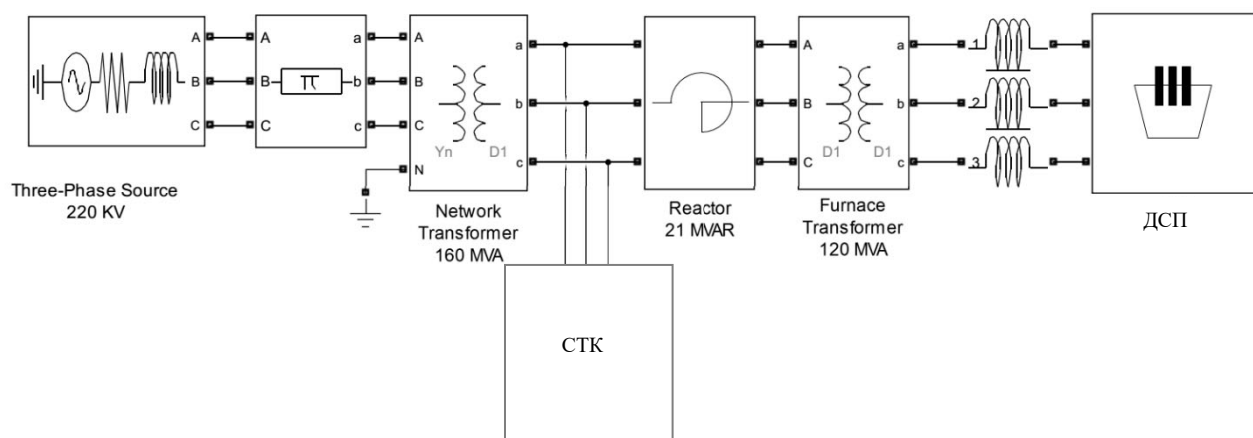 A A a A a A a A a 1
B B π b B b B b 2
C C c C c C c 3
Yn D1 D1 D1
N
Three-Phase Source
220 KV
Network
Transformer
160 MVA
Reactor
21 MVAR
Furnace
Transformer
120 MVA
ДСП
СТК